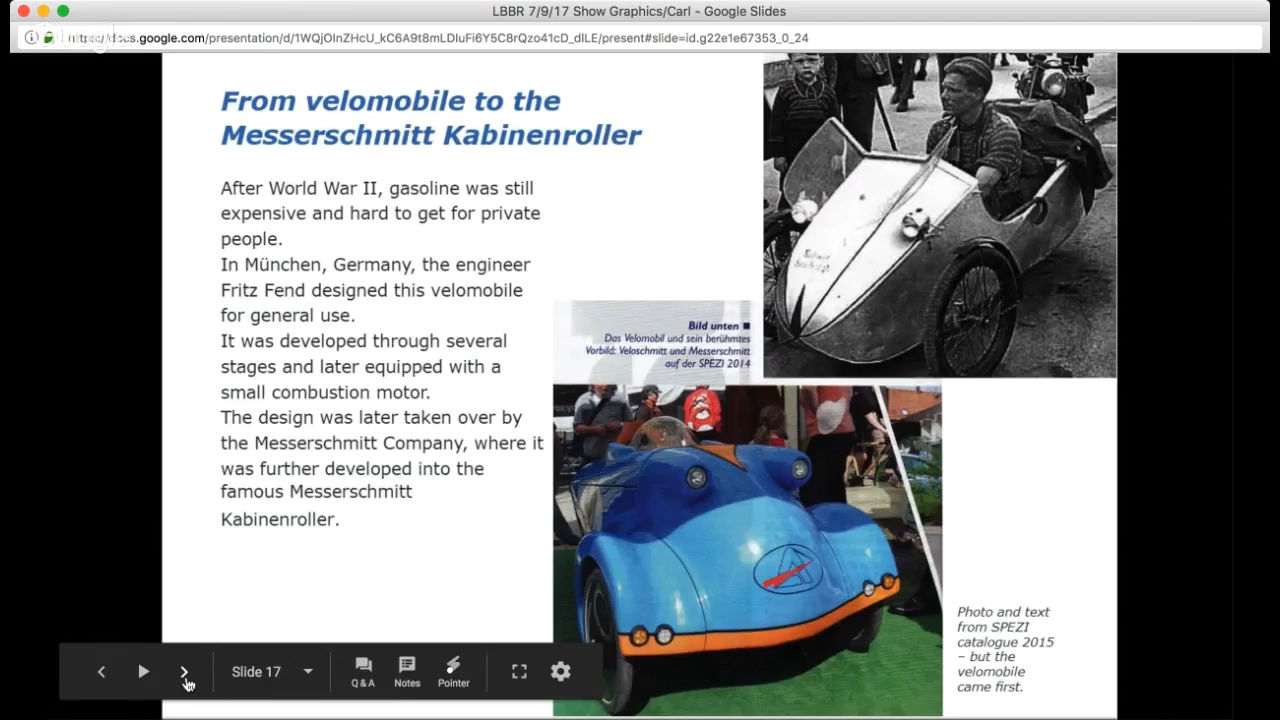 LBBR 7/9/17 Show Graphics/Carl - Google Slides
https://docs.google.com/presentation/d/1WQjOInZHcU_kC6A9t8mLDIuFi6Y5C8rQzo41cD_dILE/present#slide=id.g22e1e67353_0_24
From velomobile to the
Messerschmitt Kabinenroller
After World War II, gasoline was still
expensive and hard to get for private
people.
In München, Germany, the engineer
Fritz Fend designed this velomobile
for general use.
It was developed through several
stages and later equipped with a
small combustion motor.
The design was later taken over by
the Messerschmitt Company, where it
was further developed into the
famous Messerschmitt
Kabinenroller.
Bild unten
Das Velomobil und sein berühmtes
Vorbild: Veloschmitt und Messerschmitt
auf der SPEZI 2014
Photo and text
from SPEZI
catalogue 2015
– but the
velomobile
came first.
Slide 17
Q & A
Notes
Pointer